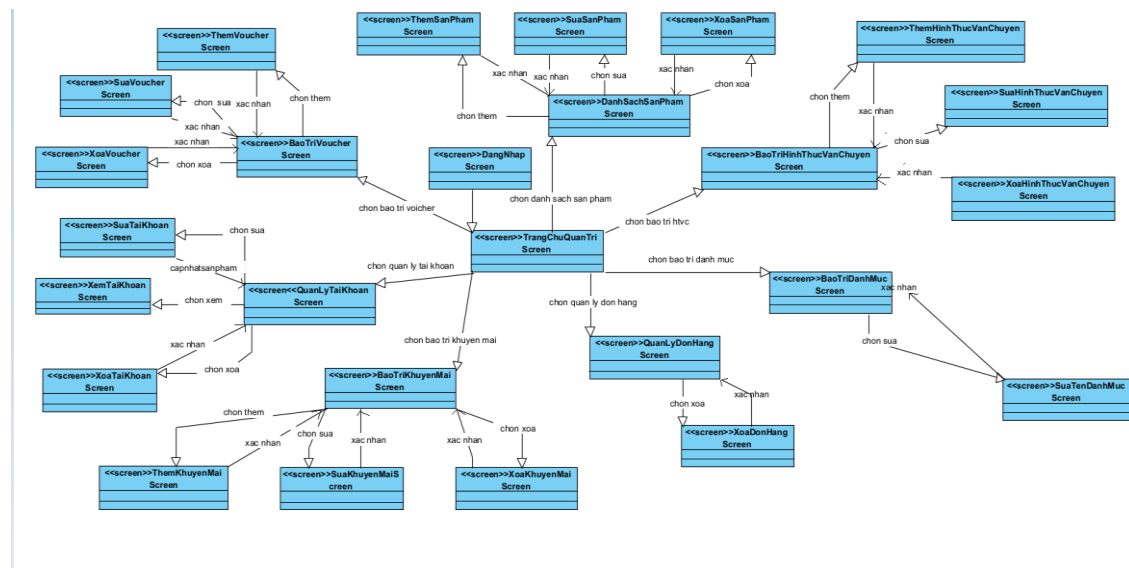 <<screen>>ThemSanPham
Screen
<<screen>>SuaSanPham
Screen
<<screen>>XoaSanPham
Screen
<<screen>>ThemHinhThucVanChuyen
Screen
<<screen>>ThemVoucher
Screen
<<screen>>SuaVoucher
Screen
<<screen>>XoaVoucher
Screen
<<screen>>BaoTriVoucher
Screen
chon sua
xac nhan
chon them
xac nhan
xac nhan
chon xoa
xac nhan
xac nhan
chon sua
xac nhan
chon xoa
chon them
<<screen>>DanhSachSanPham
Screen
<<screen>>DangNhap
Screen
<<screen>>SuaHinhThucVanChuyen
Screen
chon them
xac nhan
chon sua
<<screen>>BaoTriHinhThucVanChuyen
Screen
xac nhan
<<screen>>XoaHinhThucVanChuyen
Screen
chon bao tri voicher
chon danh sach san pham
chon bao tri htvc
<<screen>>TrangChuQuanTri
Screen
<<screen>>SuaTaiKhoan
Screen
chon sua
capnhatsanpham
chon quan ly tai khoan
chon bao tri danh muc
<<screen>>XemTaiKhoan
Screen
chon xem
<<screen<<QuanLyTaiKhoan
Screen
<<screen>>BaoTriDanhMuc
Screen
xac nhan
chon quan ly don hang
chon bao tri khuyen mai
xac nhan
chon xoa
<<screen>>XoaTaiKhoan
Screen
<<screen>>BaoTriKhuyenMai
Screen
<<screen>>QuanLyDonHang
Screen
chon sua
<<screen>>SuaTenDanhMuc
Screen
chon xoa
xac nhan
<<screen>>XoaDonHang
Screen
chon them
xac nhan
chon sua
xac nhan
xac nhan
chon xoa
<<screen>>ThemKhuyenMai
Screen
<<screen>>SuaKhuyenMaiS
creen
<<screen>>XoaKhuyenMai
Screen